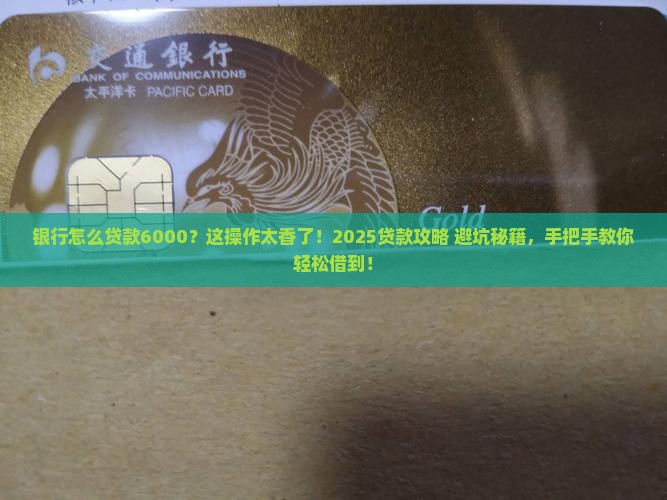 交通銀行
BANK OF COMMUNICATIONS
太平洋卡 PACIFIC CARD
Gold
银行怎么贷款6000？这操作太香了！2025贷款攻略 避坑秘籍，手把手教你
轻松借到！